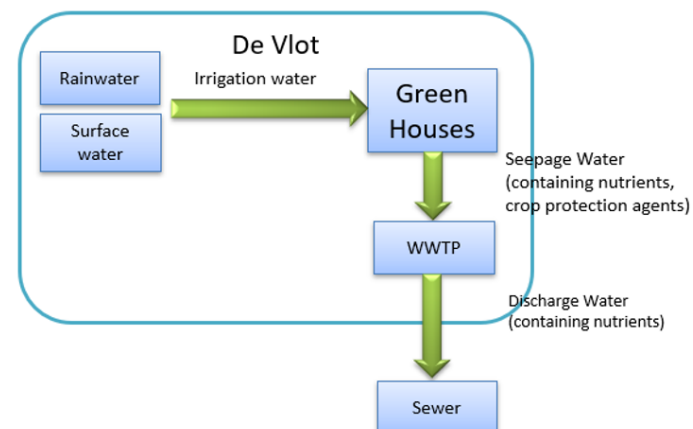 De Vlot
Rainwater
Irrigation water
Green
Houses
Surface
water
Seepage Water
(containing nutrients,
crop protection agents)
WWTP
Discharge Water
(containing nutrients)
Sewer